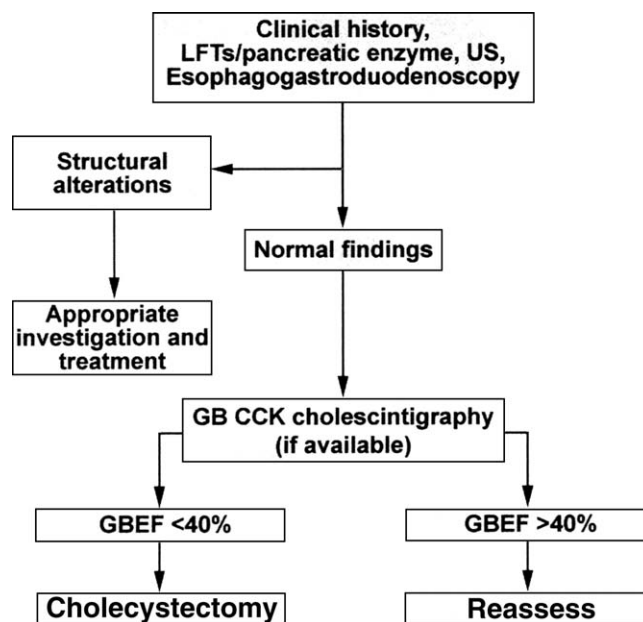 Clinical history,
LFTs/pancreatic enzyme, US,
Esophagogastroduodenoscopy
Structural
alterations
Normal findings
Appropriate
investigation and
treatment
GB CCK cholescintigraphy
(if available)
GBEF <40%
GBEF >40%
Cholecystectomy
Reassess